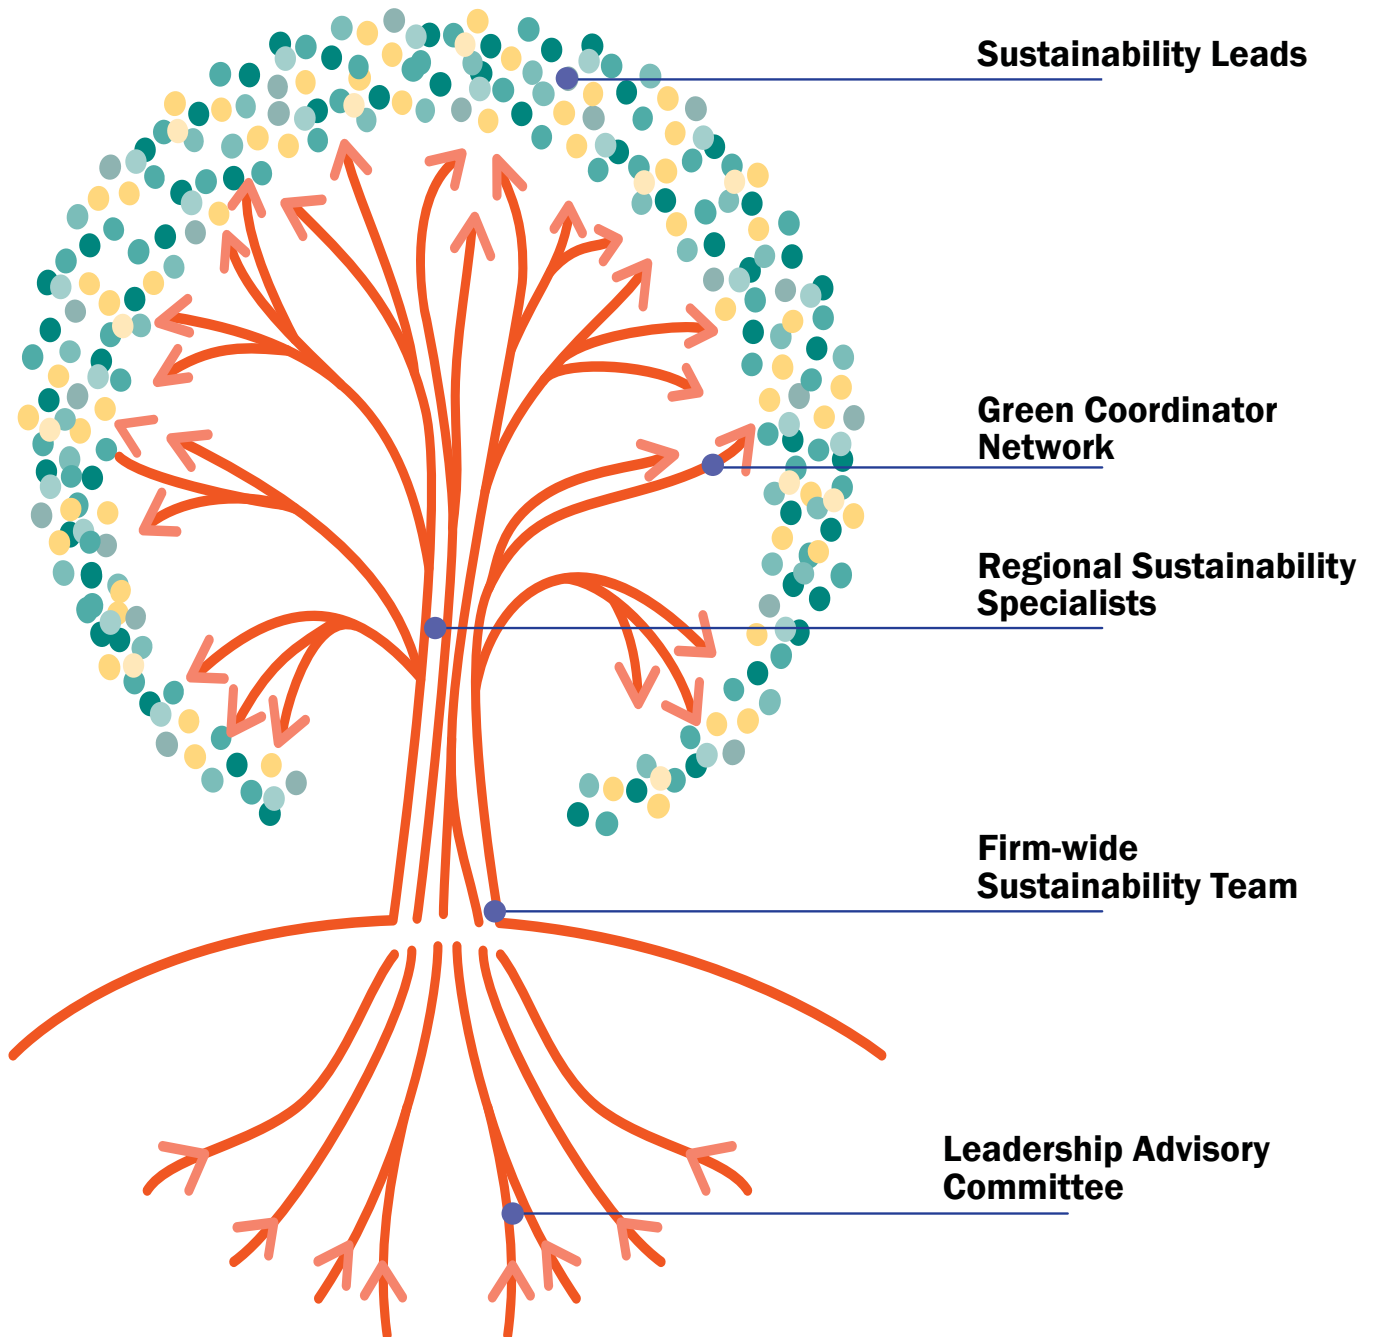 Sustainability Leads
Green Coordinator
Network
Regional Sustainability
Specialists
Firm-wide
Sustainability Team
Leadership Advisory
Committee